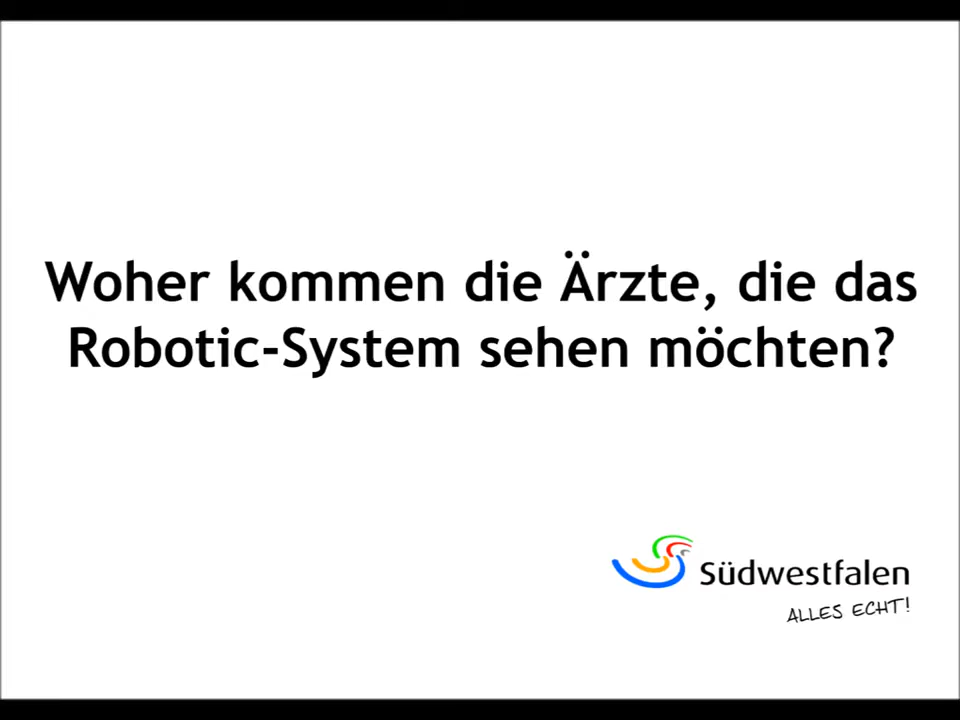 Woher kommen die Ärzte, die das
Robotic-System sehen möchten?
Südwestfalen
ALLES ECHT!